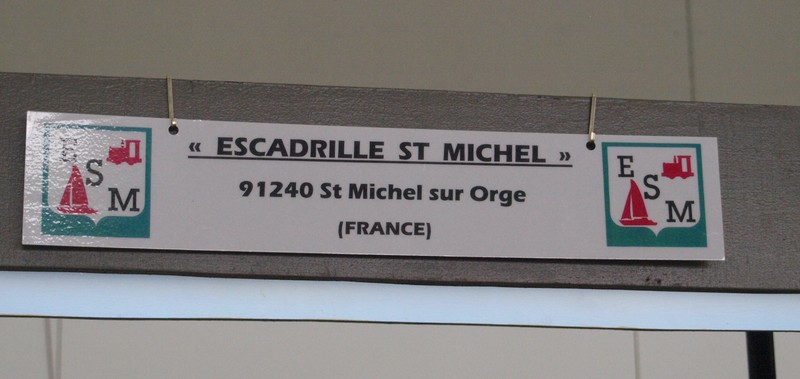 « ESCADRILLE ST MICHEL »
91240 St Michel sur Orge
(FRANCE)
E
S
M
E
S
M